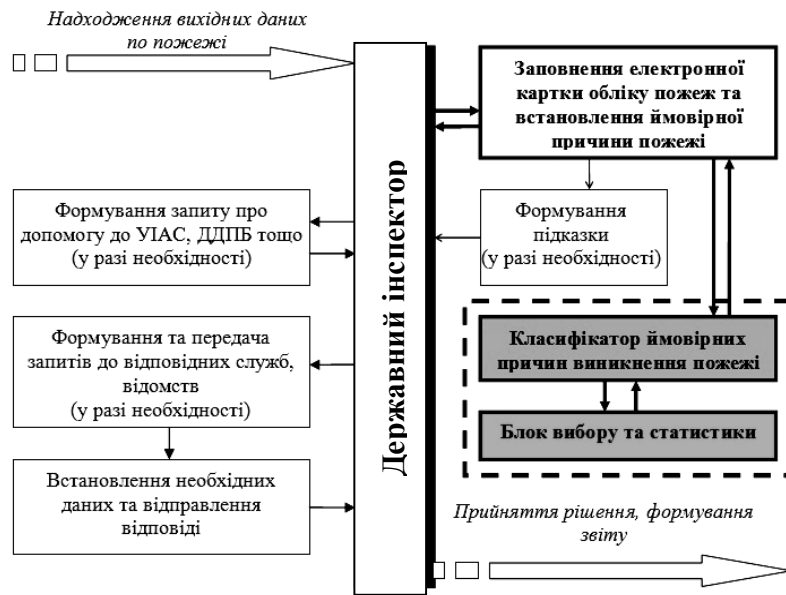 Надходження вихідних даних
по пожежі
Заповнення електронної
картки обліку пожеж та
встановлення ймовірної
причини пожежі
Державний інспектор
Формування запиту про
допомогу до УІАС, ДДПБ тощо
(у разі необхідності)
Формування
підказки
(у разі необхідності)
Формування та передача
запитів до відповідних служб,
відомств
(у разі необхідності)
Класифікатор ймовірних
причин виникнення пожежі
Блок вибору та статистики
Встановлення необхідних
даних та відправлення
відповіді
Прийняття рішення, формування
звіту